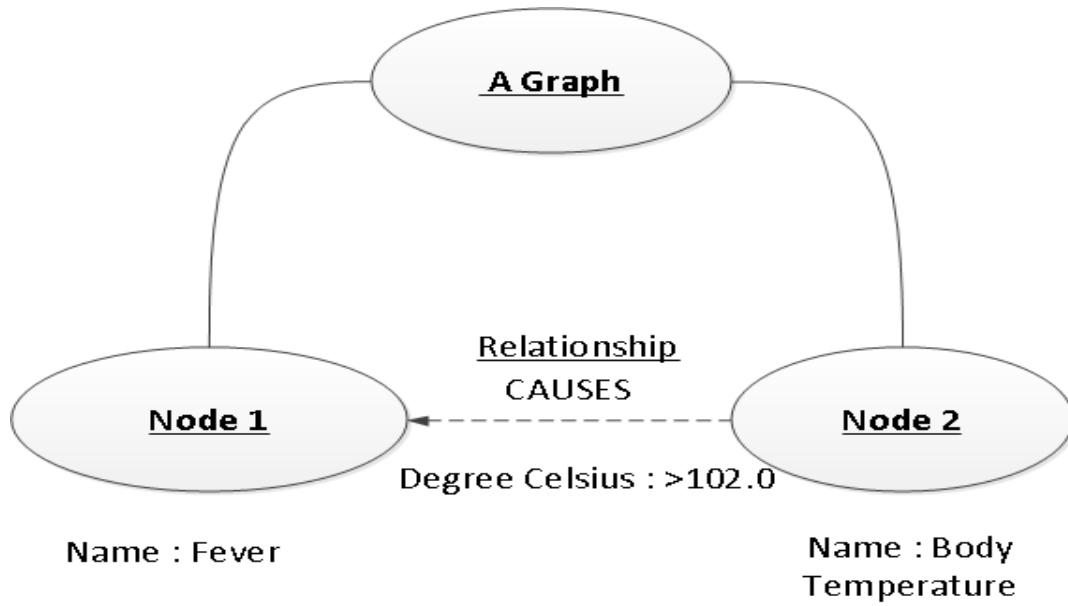 A Graph
Relationship
CAUSES
Node 1
Node 2
Degree Celsius : >102.0
Name : Fever
Name : Body
Temperature